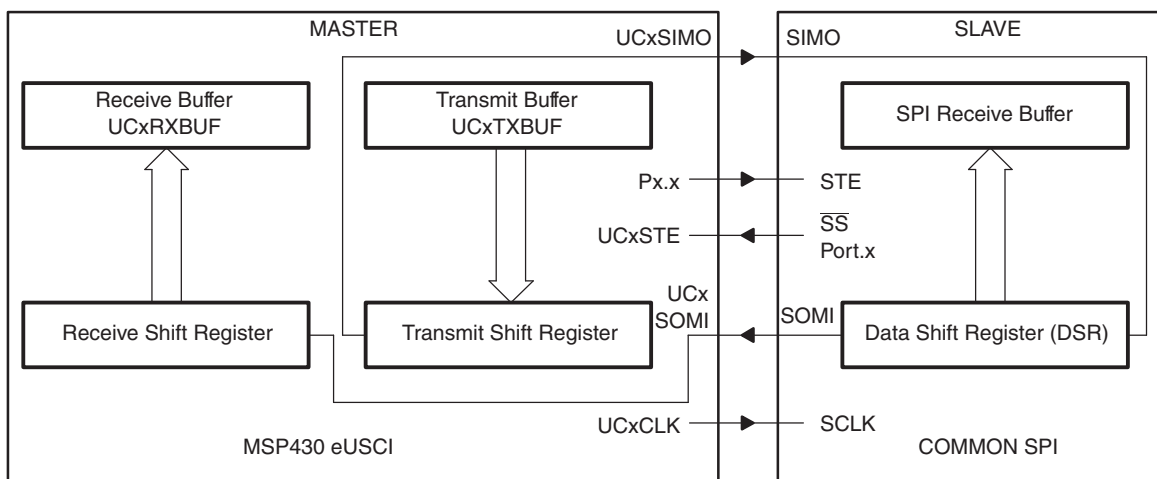 MASTER
UCxSIMO
SIMO
SLAVE
Receive Buffer
UCxRXBUF
Transmit Buffer
UCxTXBUF
SPI Receive Buffer
Px.x
STE
UCxSTE
SS
Port.x
UCx
SOMI
SOMI
Receive Shift Register
Transmit Shift Register
Data Shift Register (DSR)
UCxCLK
SCLK
MSP430 eUSCI
COMMON SPI